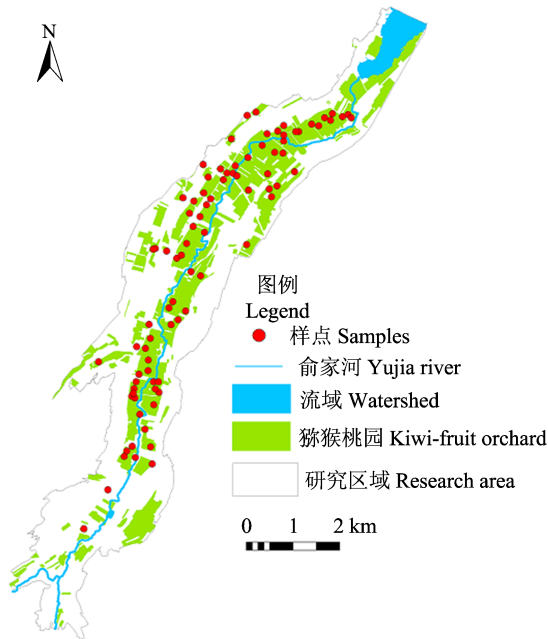 N
图例
Legend
样点 Samples
俞家河 Yujia river
流域 Watershed
猕猴桃园 Kiwi-fruit orchard
研究区域 Research area
0 1 2 km